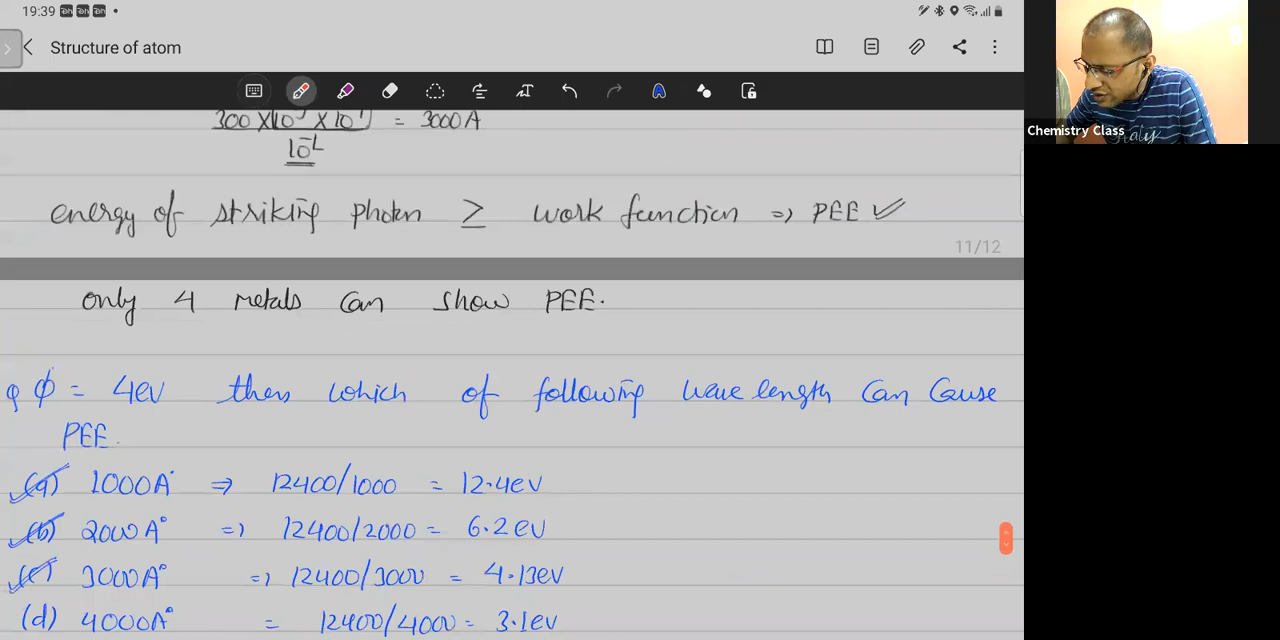 19:39
Structure of atom
Chemistry Class
Italy
300 X 10 X 10 = 3000A
10
energy of striking photon ≥ work function => PEE ✓
11/12
only 4 metals can show PEE.
Q ϕ = 4ev then which of following wave length can cause
PEE.
(a) 1000A° => 12400/1000 = 12.4eV
(b) 2000A° => 12400/2000 = 6.2eV
(c) 3000A° => 12400/3000 = 4.13eV
(d) 4000A° = 12400/4000 = 3.1eV